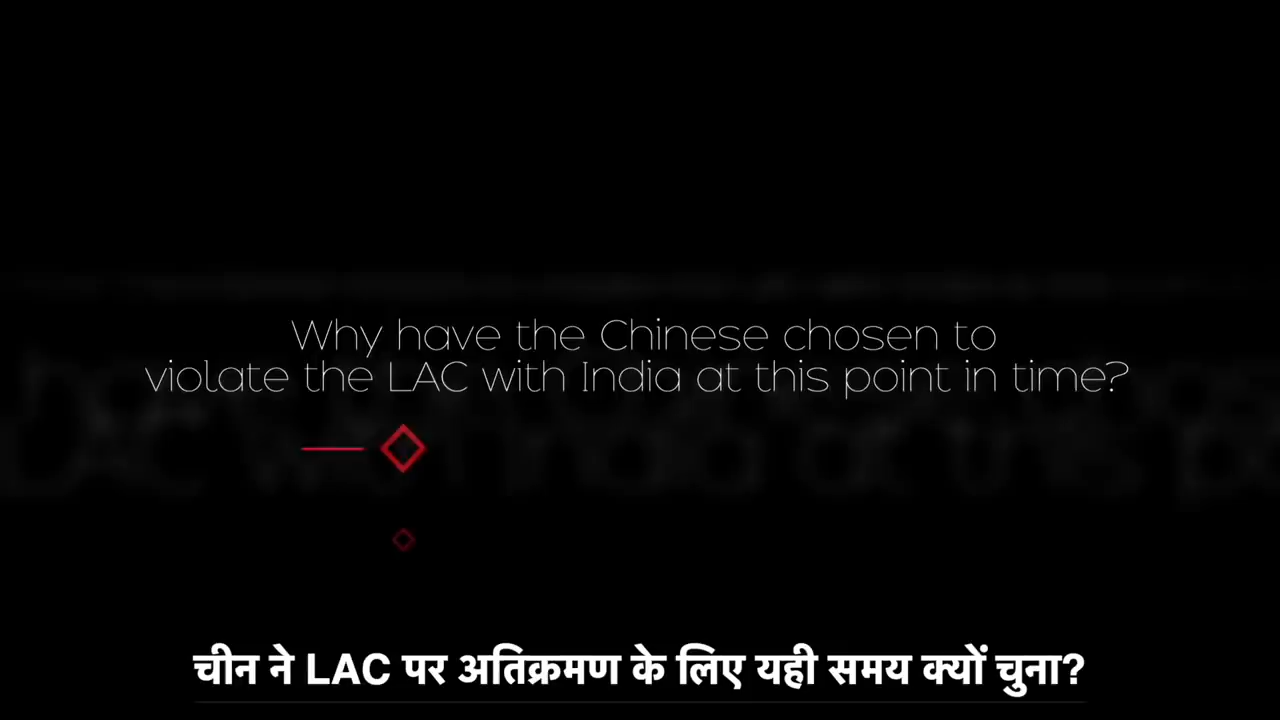 Why have the Chinese chosen to
violate the LAC with India at this point in time?
चीन ने LAC पर अतिक्रमण के लिए यही समय क्यों चुना?